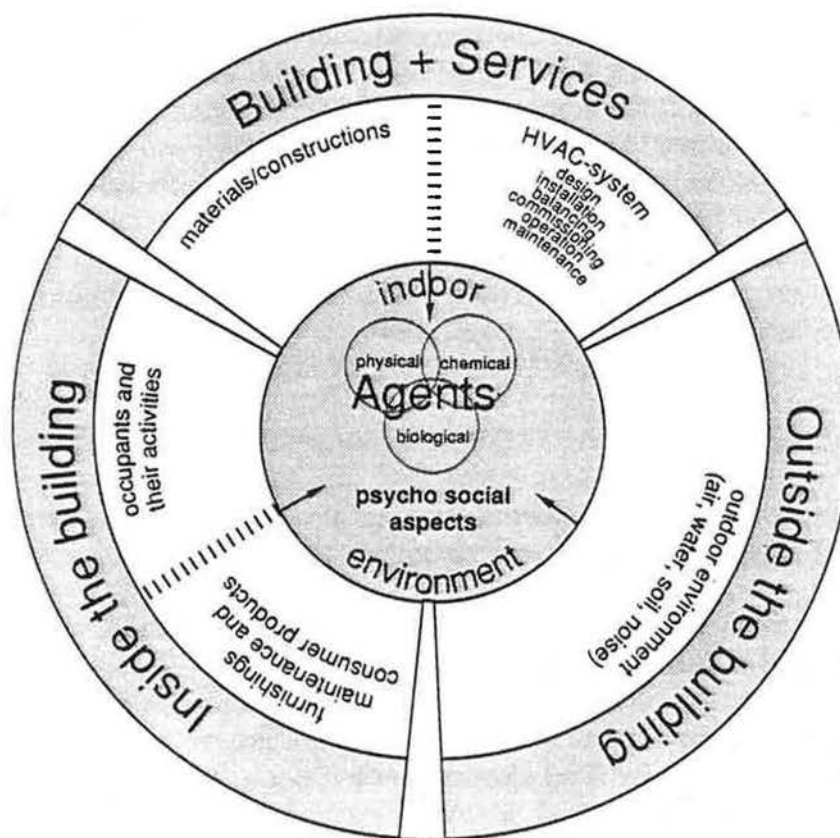 Building + Services
materials/constructions
HVAC-system
design
installation
balancing
commissioning
operation
maintenance
indoor
physical
chemical
Agents
biological
psycho social
aspects
environment
Inside the building
occupants and
their activities
furnishings
maintenance and
consumer products
Outside the building
outdoor environment
(air, water, soil, noise)